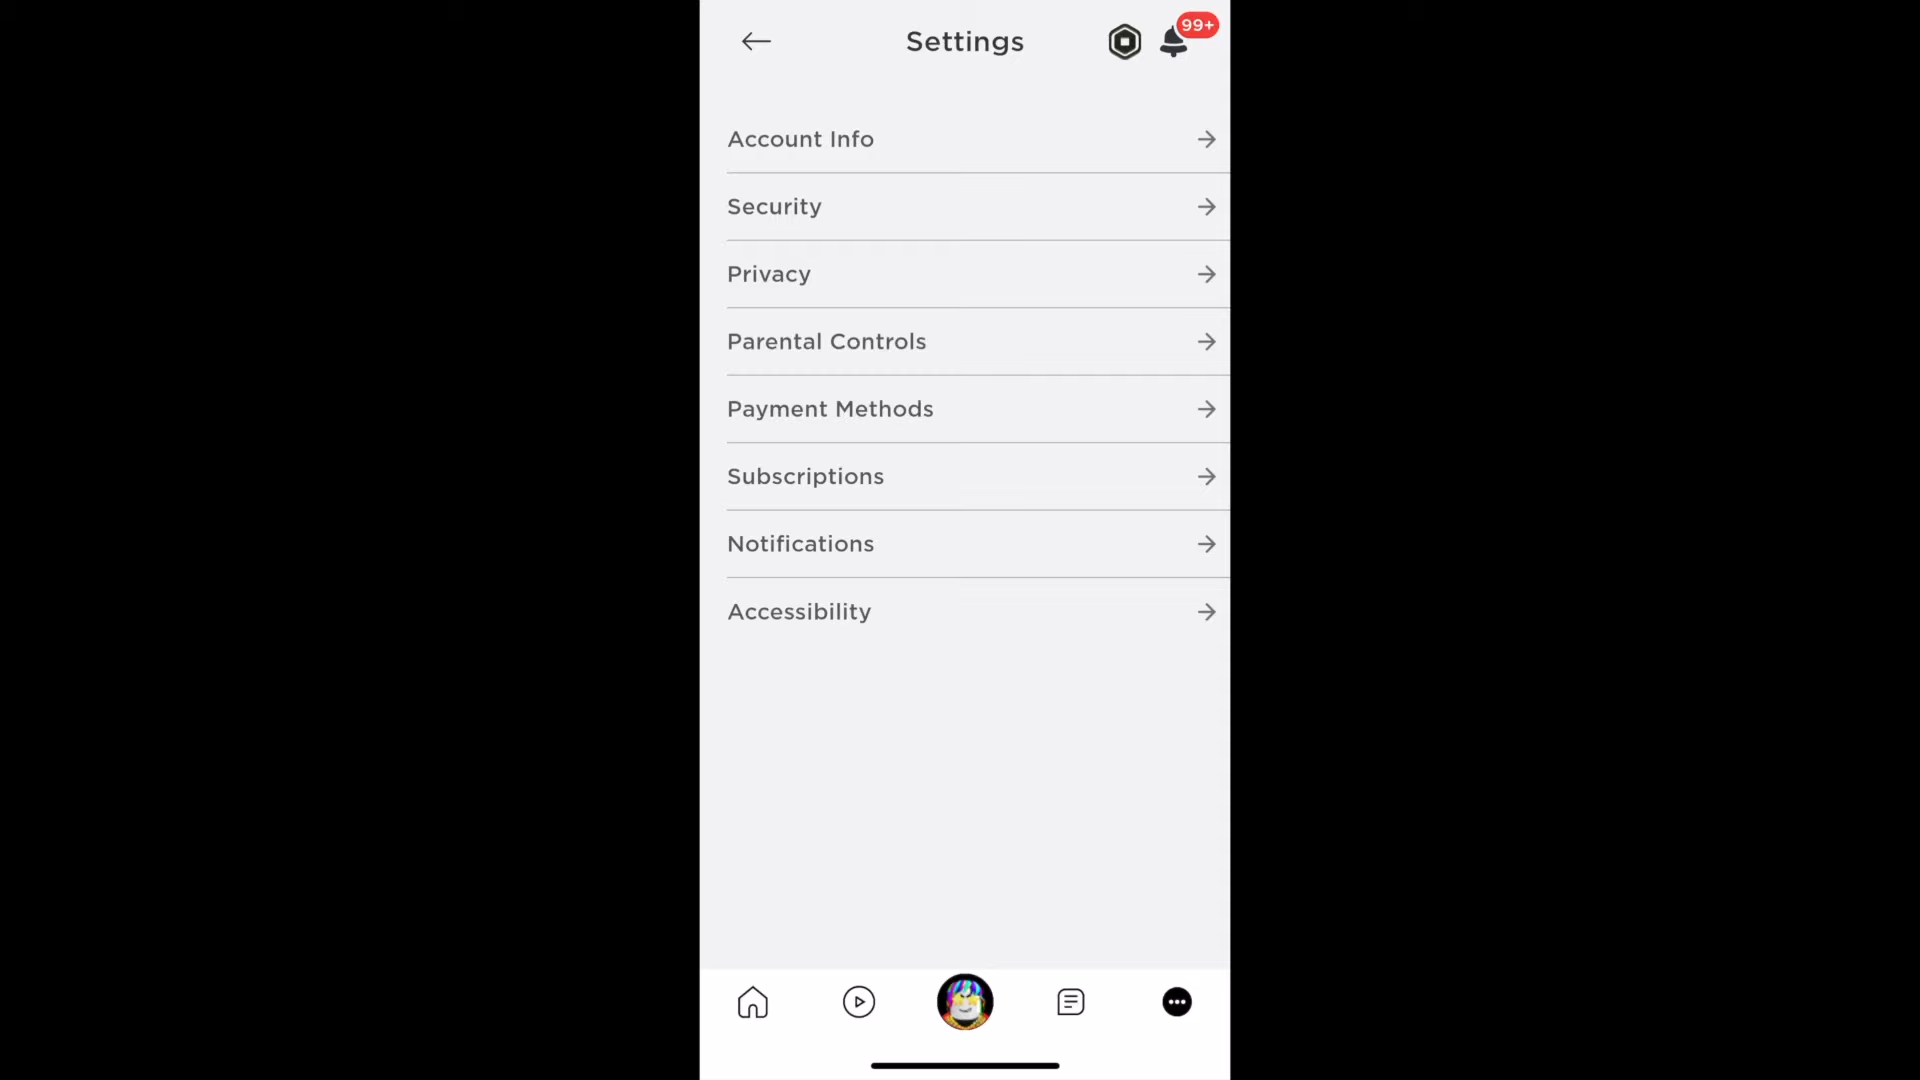 Settings
99+
Account Info
Security
Privacy
Parental Controls
Payment Methods
Subscriptions
Notifications
Accessibility